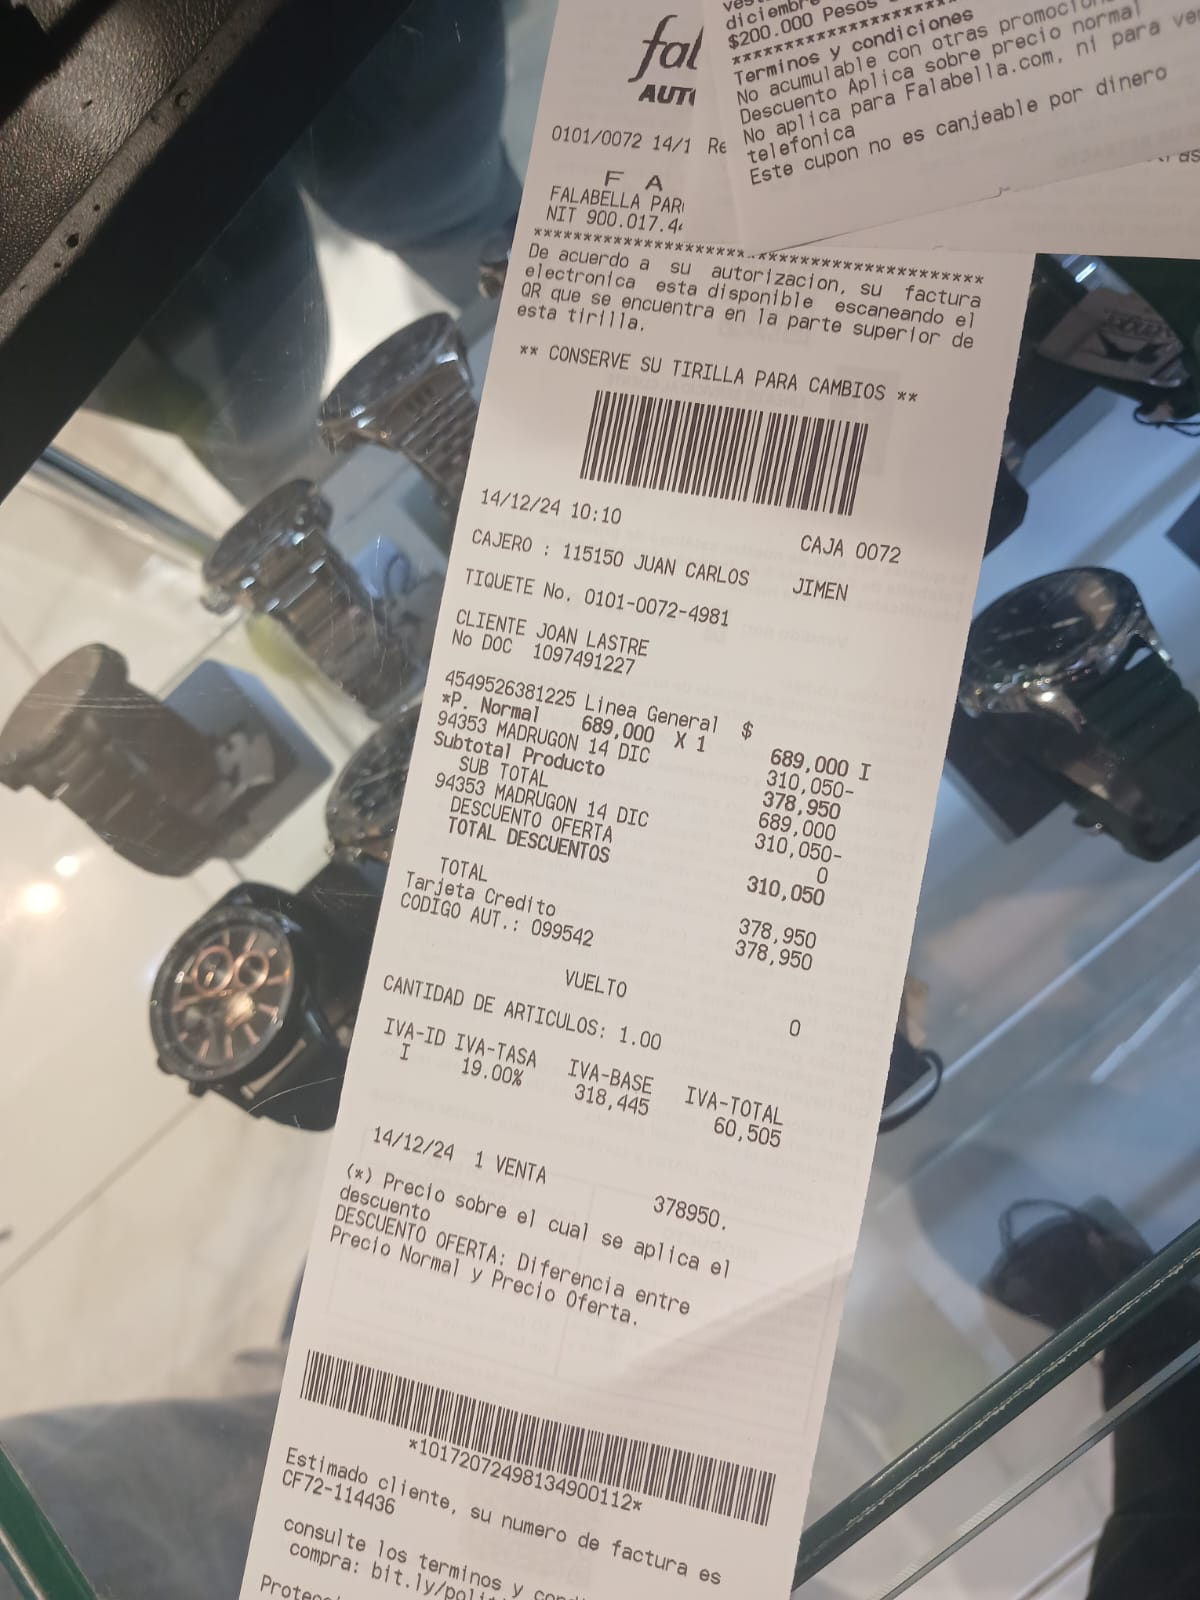 diciembre
$200.000 Pesos
********************
Terminos y condiciones
No acumulable con otras
Descuento Aplica sobre precio normal
No aplica para Falabella.com, ni para
telefonica
Este cupon no es canjeable por dinero
fal
AUTO
0101/0072 14/1 Re
F A
FALABELLA PAR
NIT 900.017.4
****************************************
De acuerdo a su autorizacion, su factura
electronica esta disponible escaneando el
QR que se encuentra en la parte superior de
esta tirilla.
** CONSERVE SU TIRILLA PARA CAMBIOS **
14/12/24 10:10 CAJA 0072
CAJERO : 115150 JUAN CARLOS JIMEN
TIQUETE No. 0101-0072-4981
CLIENTE JOAN LASTRE
No DOC 1097491227
4549526381225 Linea General $ 689,000 I
*P. Normal 689,000 X 1
94353 MADRUGON 14 DIC 310,050-
Subtotal Producto 378,950
SUB TOTAL 689,000
94353 MADRUGON 14 DIC 310,050-
DESCUENTO OFERTA 0
TOTAL DESCUENTOS 310,050
TOTAL 378,950
Tarjeta Credito 378,950
CODIGO AUT.: 099542
VUELTO 0
CANTIDAD DE ARTICULOS: 1.00
IVA-ID IVA-TASA IVA-BASE IVA-TOTAL
I 19.00% 318,445 60,505
14/12/24 1 VENTA 378950.
(*) Precio sobre el cual se aplica el
descuento
DESCUENTO OFERTA: Diferencia entre
Precio Normal y Precio Oferta.
*10172072498134900112*
Estimado cliente, su numero de factura es
CF72-114436
consulte los terminos y
compra: bit.ly/poli